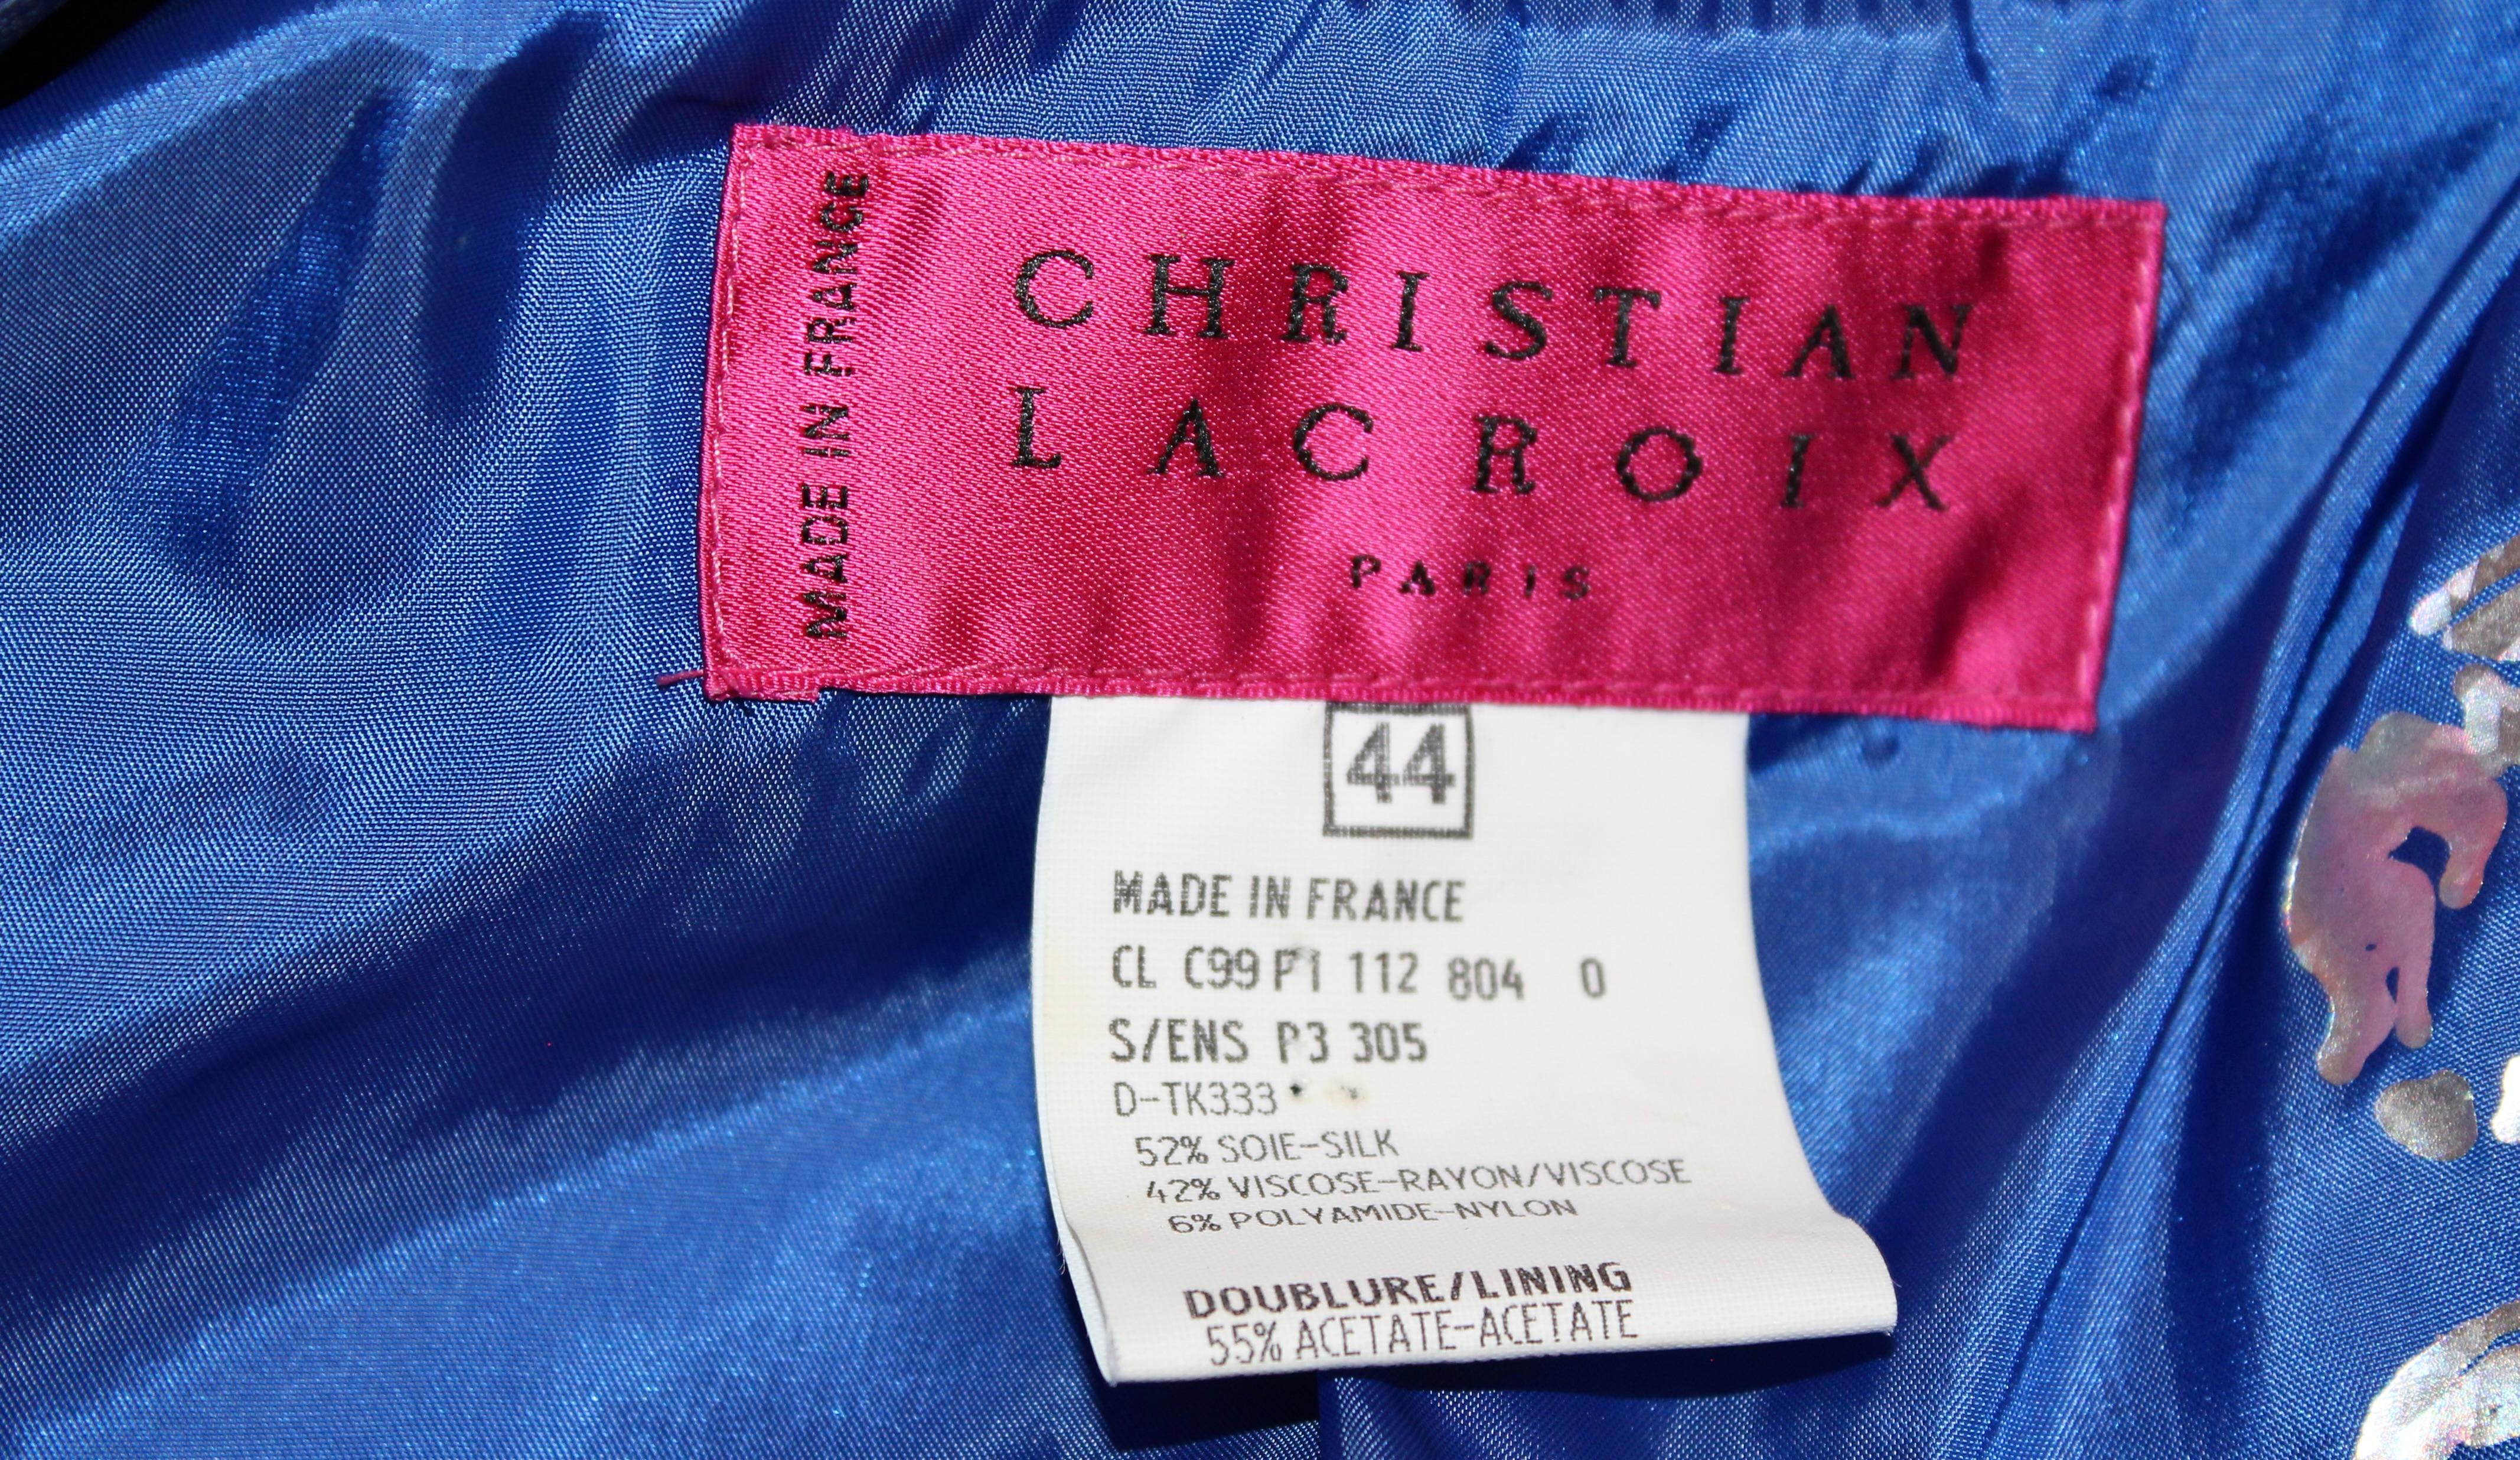 MADE IN FRANCE
CHRISTIAN
LACROIX
PARIS
44
MADE IN FRANCE
CL C99 P1 112 804 0
S/ENS P3 305
D-TK333
52% SOIE-SILK
42% VISCOSE-RAYON/VISCOSE
6% POLYAMIDE-NYLON
DOUBLURE/LINING
55% ACETATE-ACETATE